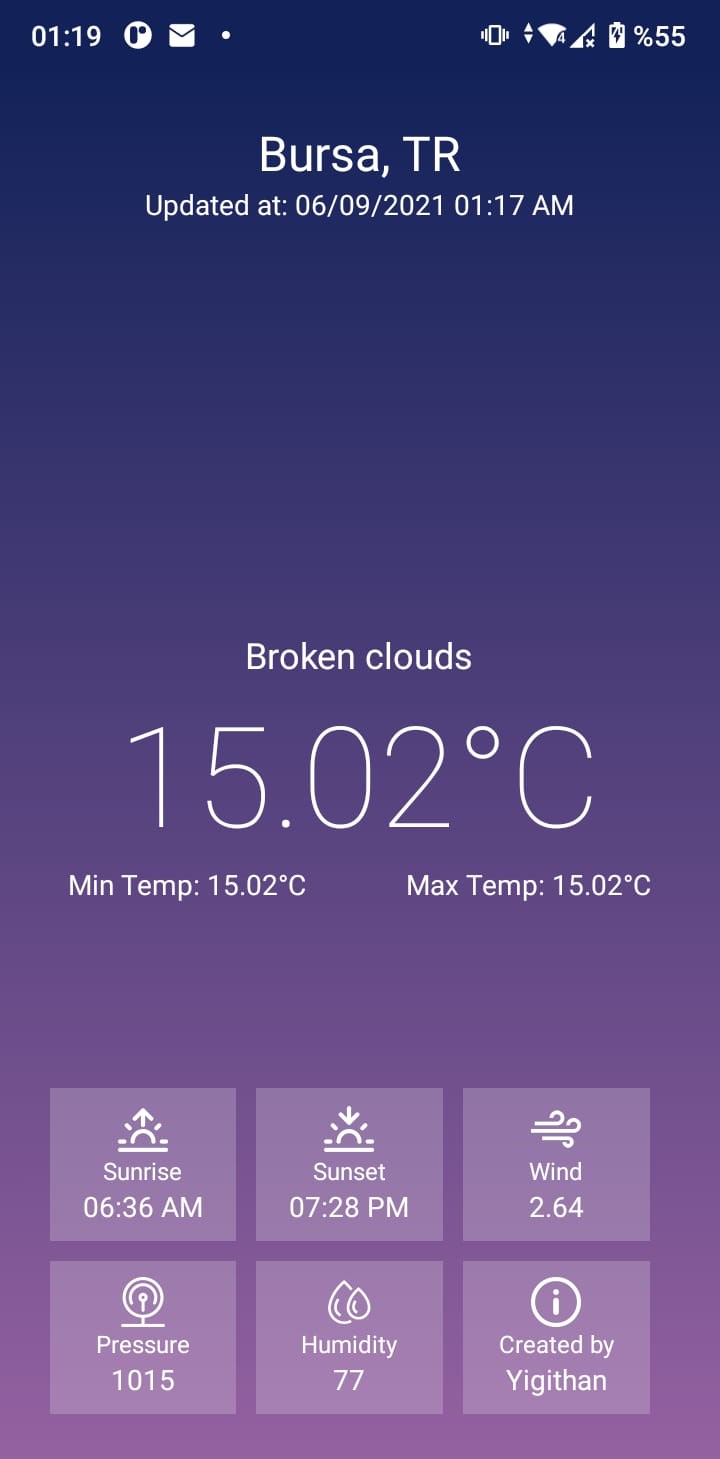 01:19
4
%55
Bursa, TR
Updated at: 06/09/2021 01:17 AM
Broken clouds
15.02°C
Min Temp: 15.02°C
Max Temp: 15.02°C
Sunrise
06:36 AM
Sunset
07:28 PM
Wind
2.64
Pressure
1015
Humidity
77
Created by
Yigithan